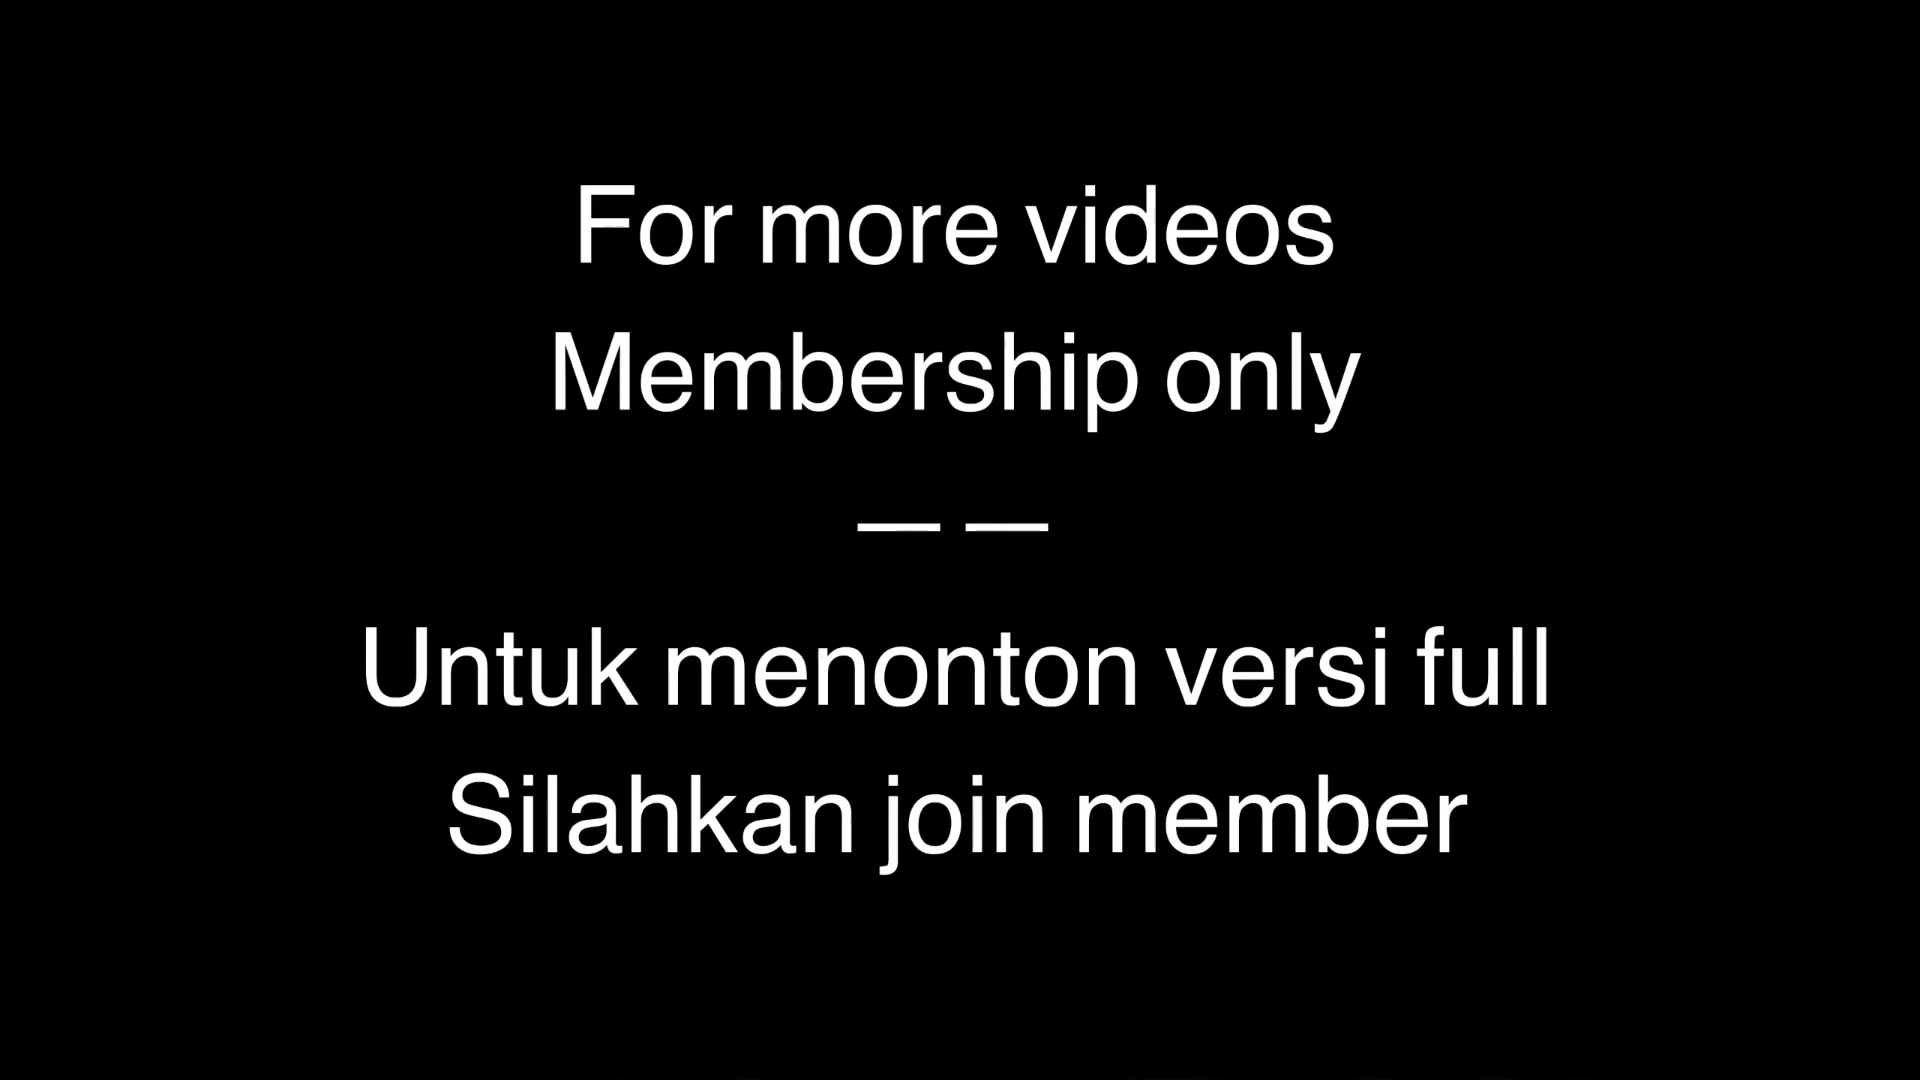 For more videos
Membership only
— —
Untuk menonton versi full
Silahkan join member